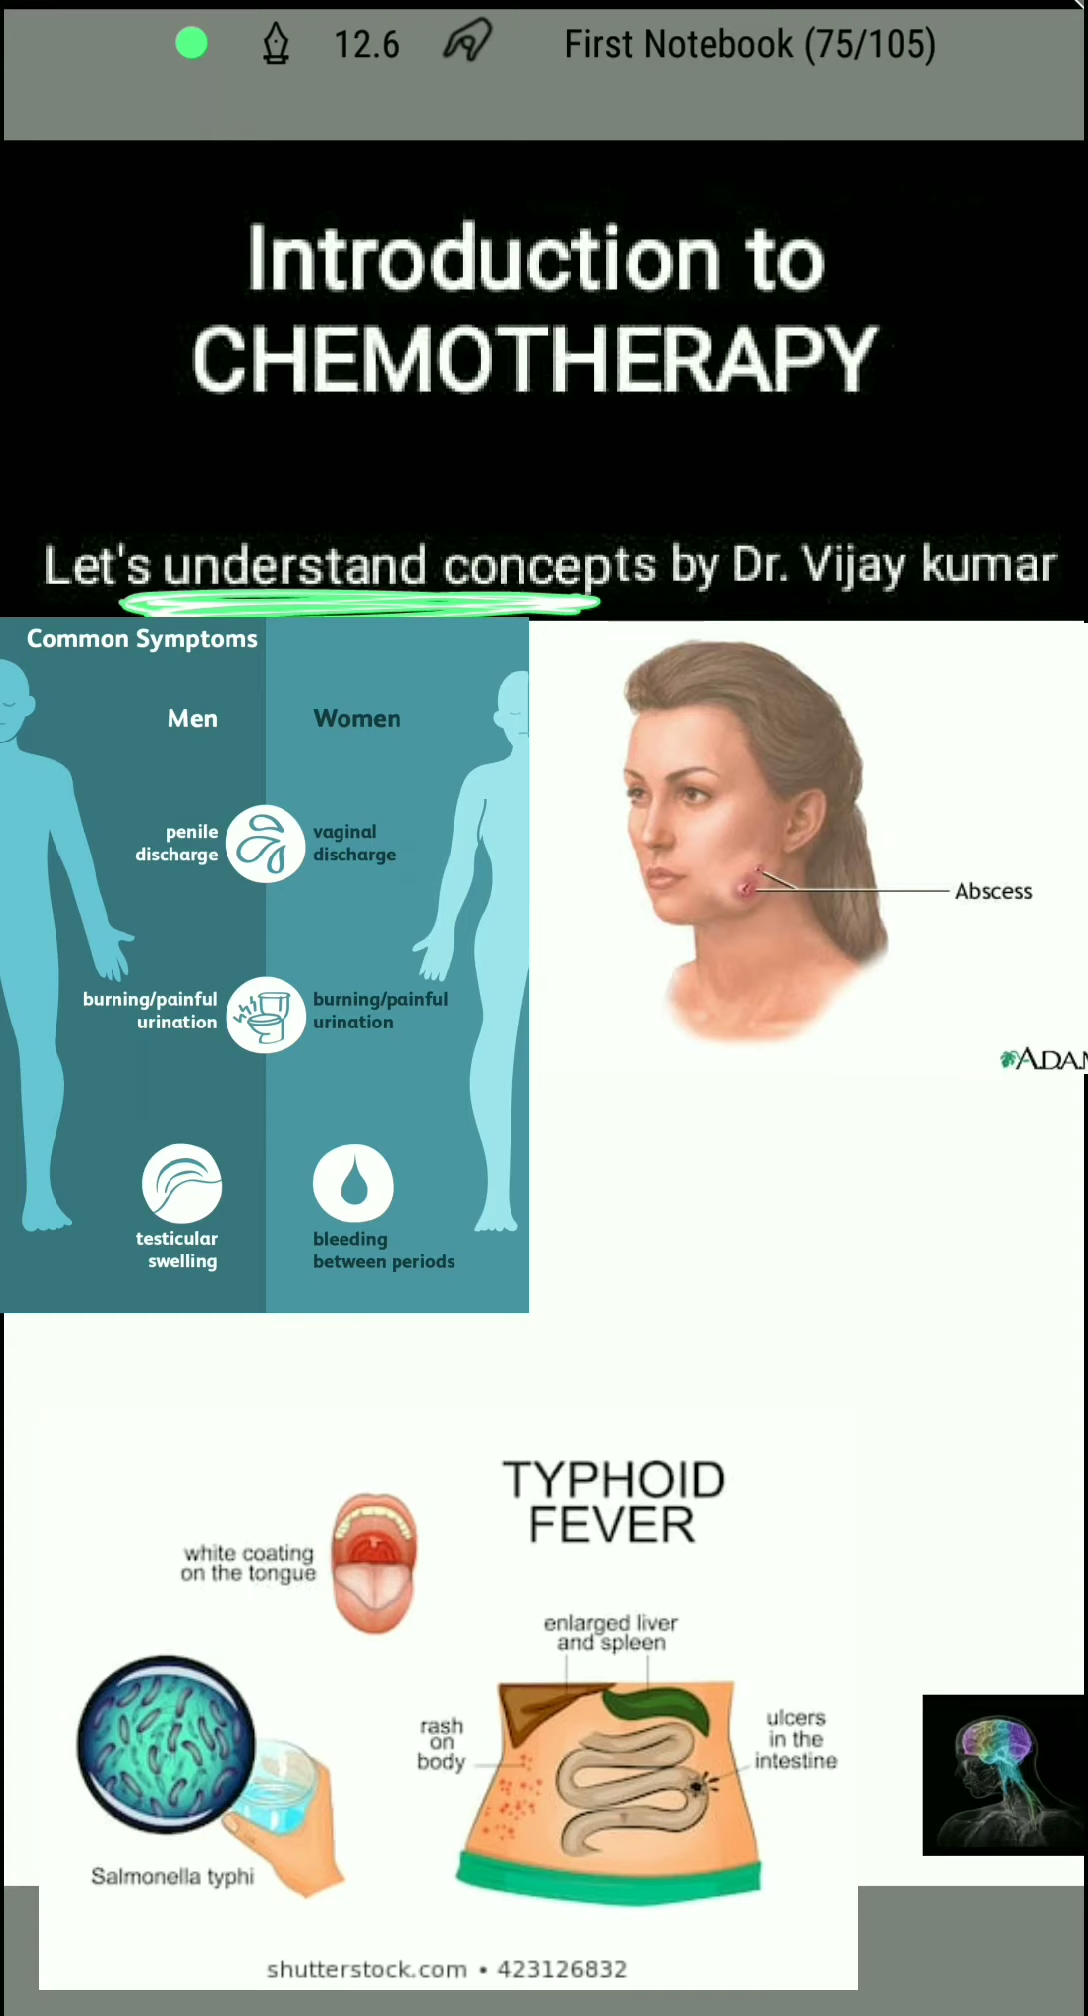 12.6 First Notebook (75/105)
Introduction to
CHEMOTHERAPY
Let's understand concepts by Dr. Vijay kumar
Common Symptoms
Men
Women
penile
discharge
vaginal
discharge
burning/painful
urination
burning/painful
urination
testicular
swelling
bleeding
between periods
Abscess
ADAM
TYPHOID
FEVER
white coating
on the tongue
enlarged liver
and spleen
rash
on
body
ulcers
in the
intestine
Salmonella typhi
shutterstock.com • 423126832